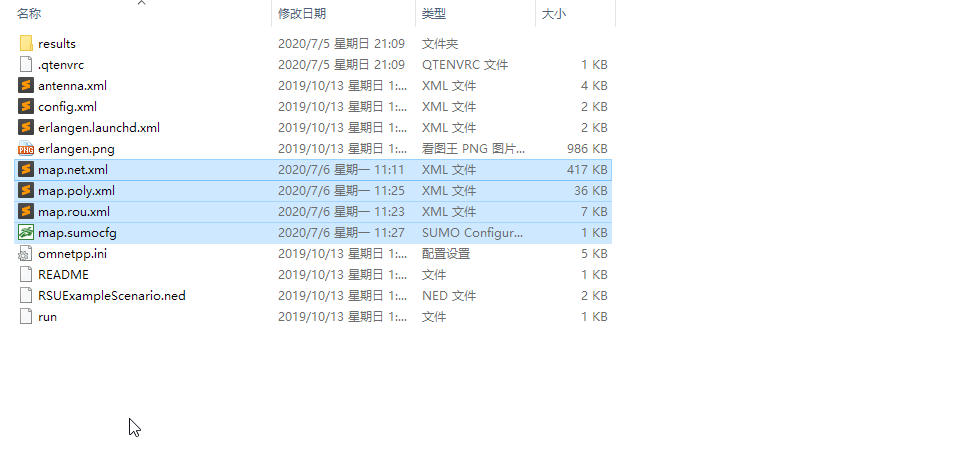 名称 修改日期 类型 大小
results 2020/7/5 星期日 21:09 文件夹
.qtenvrc 2020/7/5 星期日 21:09 QTENVRC 文件 1 KB
antenna.xml 2019/10/13 星期日 1:... XML 文件 4 KB
config.xml 2019/10/13 星期日 1:... XML 文件 2 KB
erlangen.launchd.xml 2019/10/13 星期日 1:... XML 文件 2 KB
erlangen.png 2019/10/13 星期日 1:... 看图王 PNG 图片... 986 KB
map.net.xml 2020/7/6 星期一 11:11 XML 文件 417 KB
map.poly.xml 2020/7/6 星期一 11:25 XML 文件 36 KB
map.rou.xml 2020/7/6 星期一 11:23 XML 文件 7 KB
map.sumocfg 2020/7/6 星期一 11:27 SUMO Configur... 1 KB
omnetpp.ini 2019/10/13 星期日 1:... 配置设置 5 KB
README 2019/10/13 星期日 1:... 文件 1 KB
RSUExampleScenario.ned 2019/10/13 星期日 1:... NED 文件 2 KB
run 2019/10/13 星期日 1:... 文件 1 KB